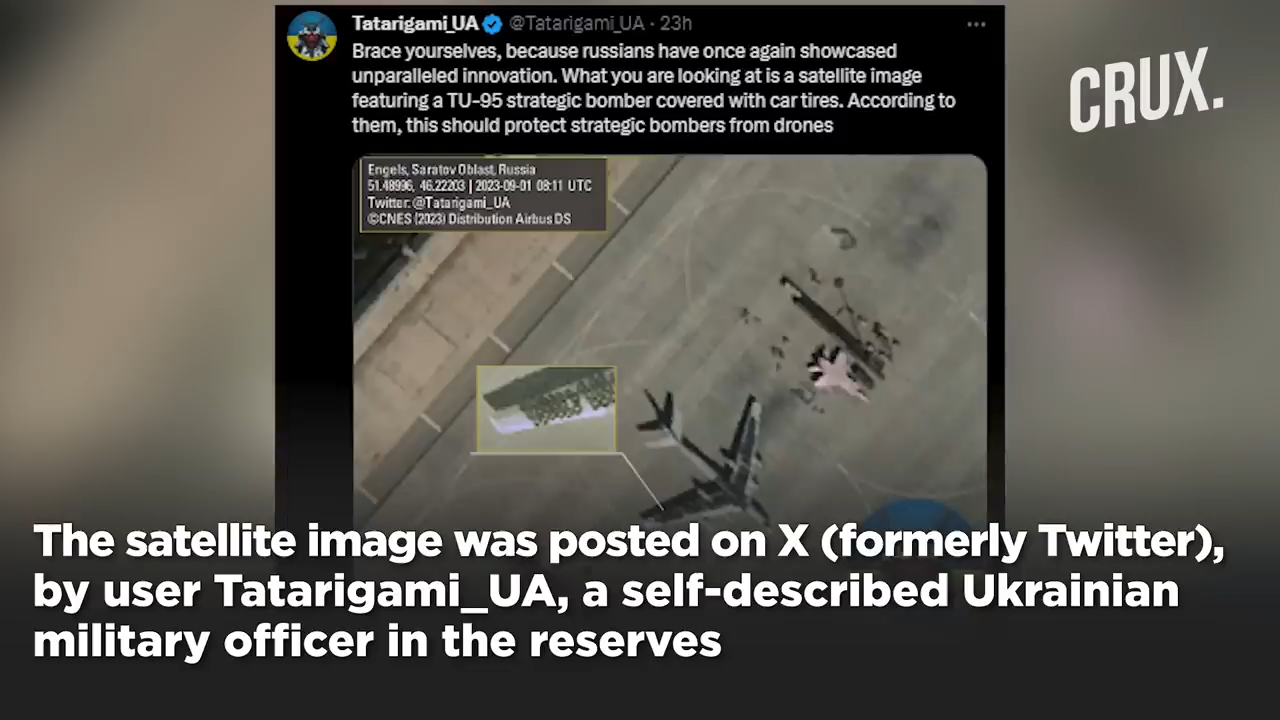 Tatarigami_UA @Tatarigami_UA · 23h
Brace yourselves, because russians have once again showcased
unparalleled innovation. What you are looking at is a satellite image
featuring a TU-95 strategic bomber covered with car tires. According to
them, this should protect strategic bombers from drones
CRUX.
Engels, Saratov Oblast, Russia
51.48996, 46.22203 | 2023-09-01 08:11 UTC
Twitter: @Tatarigami_UA
©CNES (2023) Distribution Airbus DS
The satellite image was posted on X (formerly Twitter),
by user Tatarigami_UA, a self-described Ukrainian
military officer in the reserves